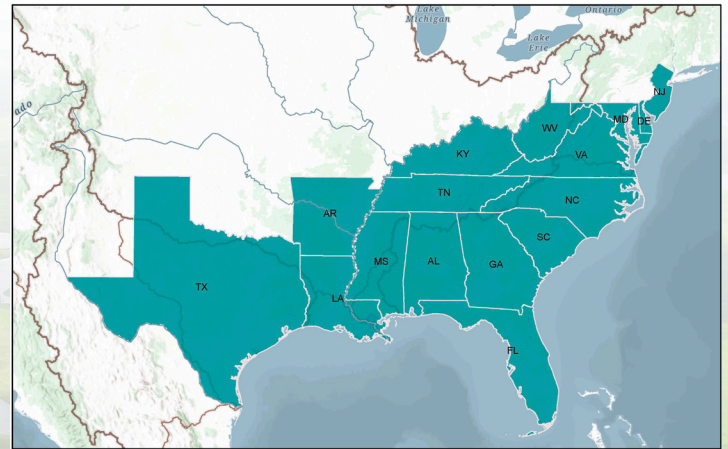 Lake
Michigan
Ontario
Lake
Erie
NJ
ado
MD
DE
WV
VA
KY
TN
NC
AR
SC
MS
AL
GA
TX
LA
FL